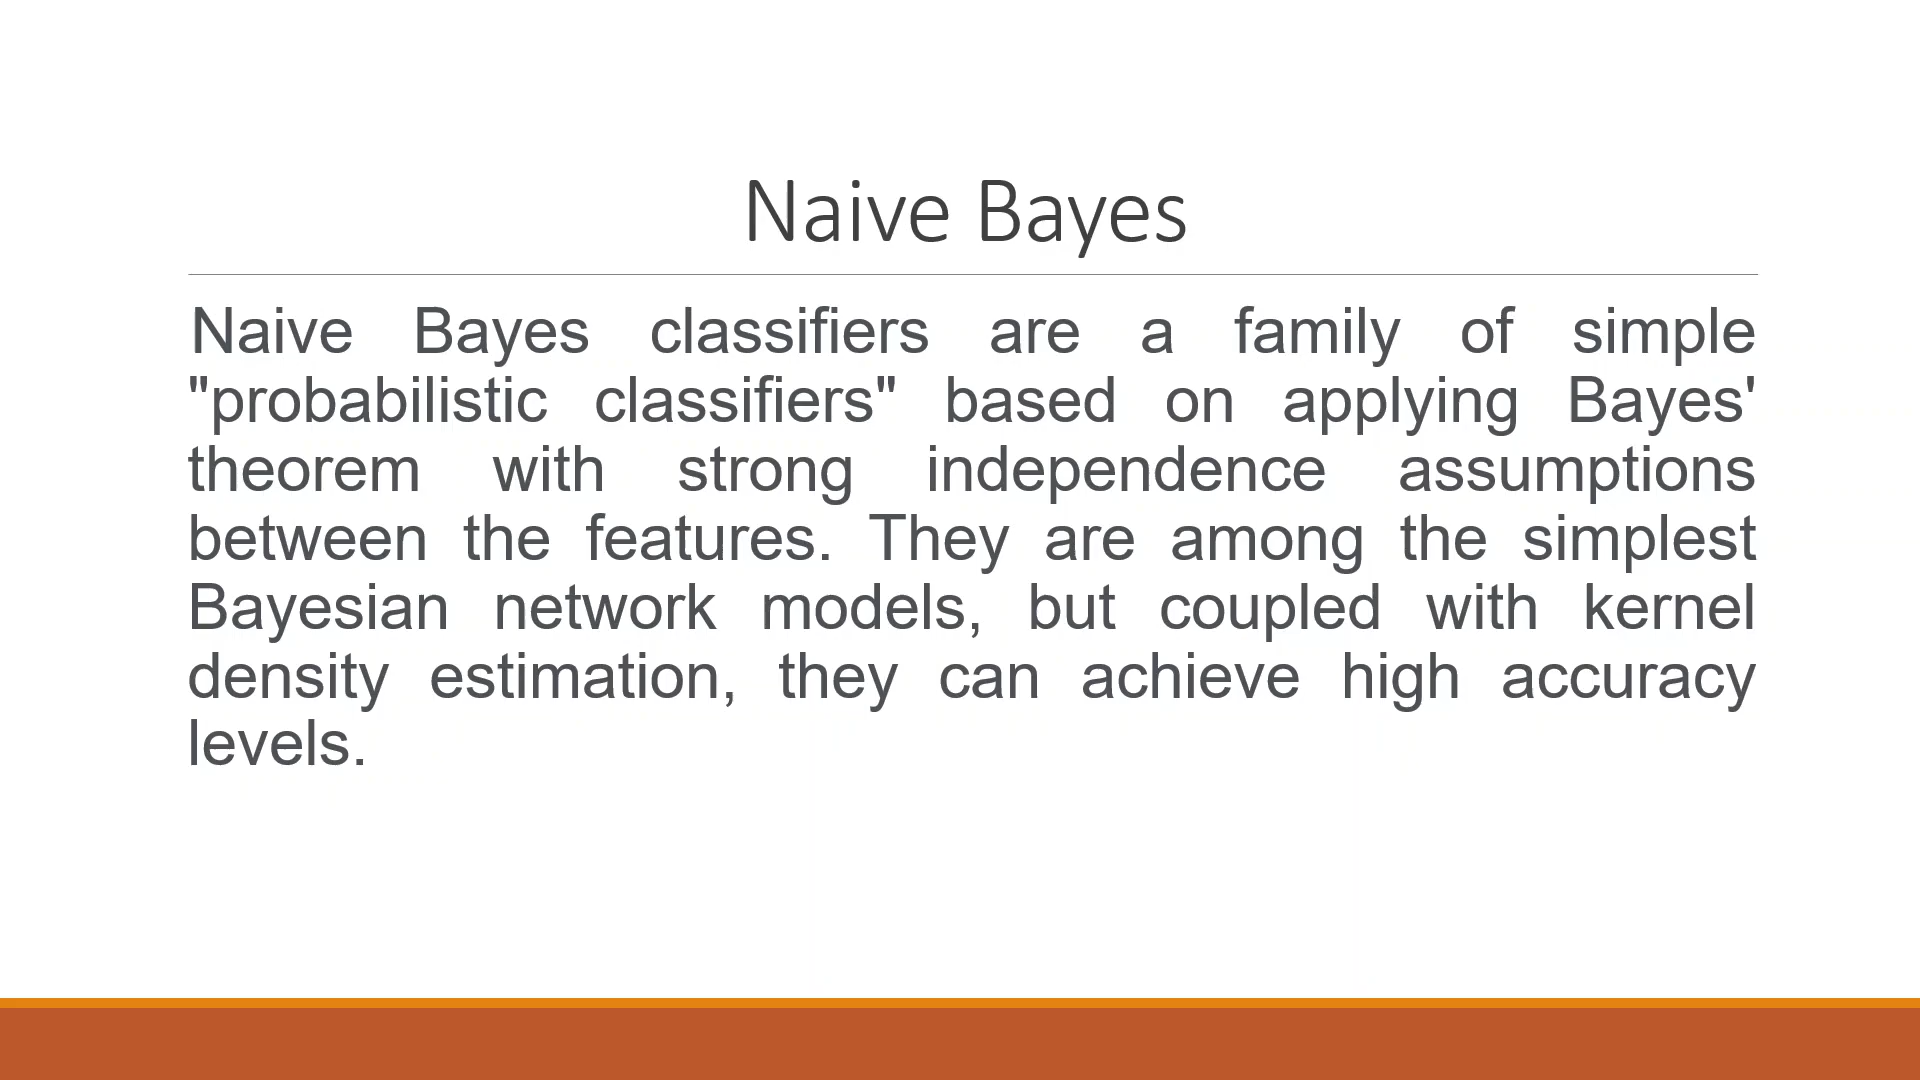 Naive Bayes
Naive Bayes classifiers are a family of simple
"probabilistic classifiers" based on applying Bayes'
theorem with strong independence assumptions
between the features. They are among the simplest
Bayesian network models, but coupled with kernel
density estimation, they can achieve high accuracy
levels.